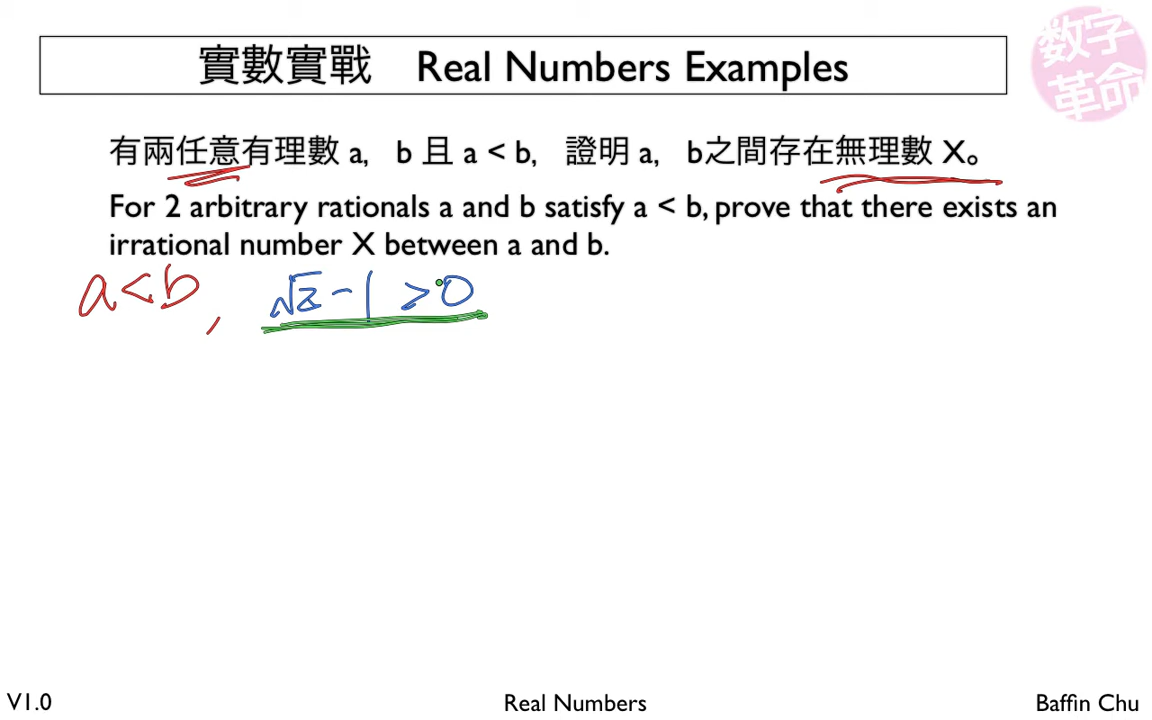 實數實戰 Real Numbers Examples
数字
革命
有兩任意有理數 a, b 且 a < b, 證明 a, b之間存在無理數 X。
For 2 arbitrary rationals a and b satisfy a < b, prove that there exists an
irrational number X between a and b.
a < b, √2 - 1 > 0
V1.0 Real Numbers Baffin Chu